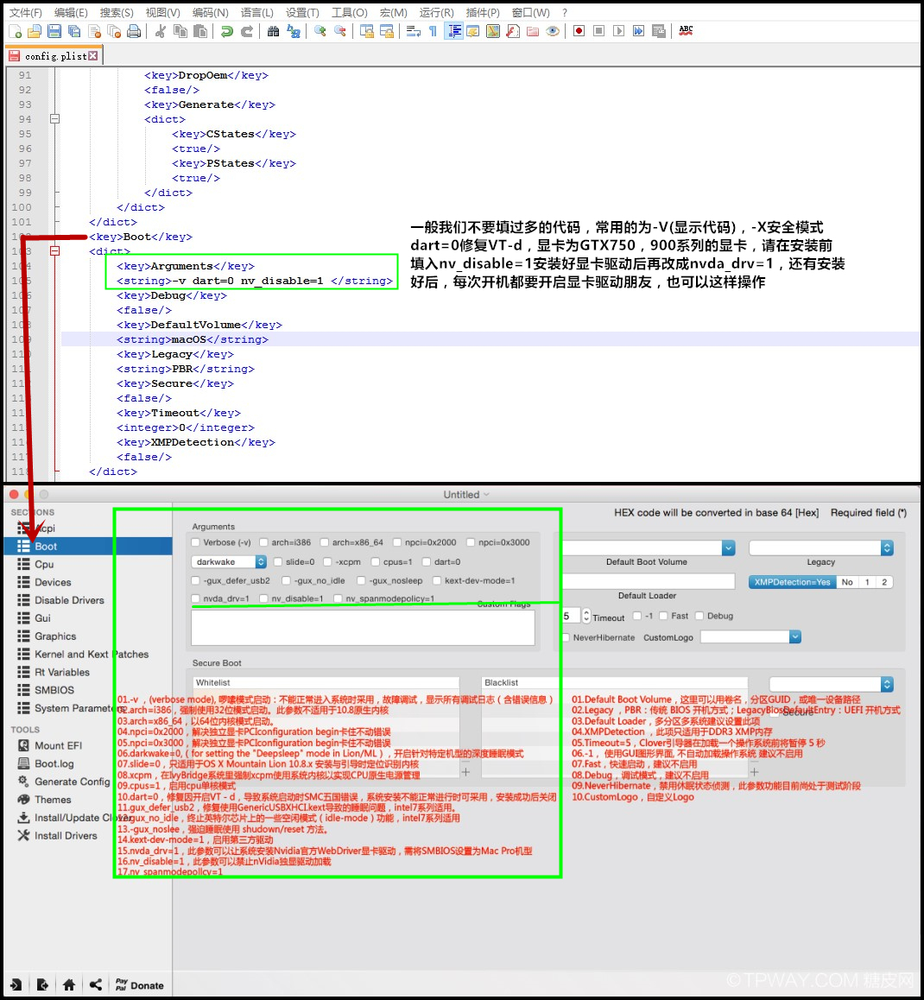 文件(F) 编辑(E) 搜索(S) 视图(V) 编码(N) 语言(L) 设置(T) 工具(O) 宏(M) 运行(R) 插件(P) 窗口(W) ?
ABC
config.plist
91 <key>DropOem</key>
92 <false/>
93 <key>Generate</key>
94 <dict>
95 <key>CStates</key>
96 <true/>
97 <key>PStates</key>
98 <true/>
99 </dict>
100 </dict>
101 </dict>
<key>Boot</key>
<dict>
<key>Arguments</key>
<string>-v dart=0 nv_disable=1 </string>
<key>Debug</key>
<false/>
<key>DefaultVolume</key>
<string>macOS</string>
<key>Legacy</key>
<string>PBR</string>
<key>Secure</key>
<false/>
<key>Timeout</key>
<integer>0</integer>
<key>XMPDetection</key>
<false/>
</dict>
一般我们不要填过多的代码，常用的为-V(显示代码)，-X安全模式
dart=0修复VT-d，显卡为GTX750，900系列的显卡，请在安装前
填入nv_disable=1安装好显卡驱动后再改成nvda_drv=1，还有安装
好后，每次开机都要开启显卡驱动朋友，也可以这样操作
Untitled
HEX code will be converted in base 64 [Hex] Required field (*)
SECTIONS
Acpi
Boot
Cpu
Devices
Disable Drivers
Gui
Graphics
Kernel and Kext Patches
Rt Variables
SMBIOS
System Parameters
TOOLS
Mount EFI
Boot.log
Generate Config
Themes
Install/Update Clover
Install Drivers
Pay Pal Donate
Arguments
Verbose (-v) arch=i386 arch=x86_64 npci=0x2000 npci=0x3000
darkwake slide=0 -xcpm cpus=1 dart=0
-gux_defer_usb2 -gux_no_idle -gux_nosleep kext-dev-mode=1
nvda_drv=1 nv_disable=1 nv_spanmodepolicy=1
Custom Flags
Default Boot Volume Legacy
XMPDetection=Yes No 1 2
Default Loader
5 Timeout -1 Fast Debug
NeverHibernate CustomLogo
Secure Boot
Whitelist Blacklist
Secure
01.-v，(verbose mode), 啰嗦模式启动：不能正常进入系统时采用，故障调试，显示所有调试日志（含错误信息）
02.arch=i386，强制使用32位模式启动。此参数不适用于10.8原生内核
03.arch=x86_64，以64位内核模式启动。
04.npci=0x2000，解决独立显卡PCIconfiguration begin卡住不动错误
05.npci=0x3000，解决独立显卡PCIconfiguration begin卡住不动错误
06.darkwake=0,（for setting the "Deepsleep" mode in Lion/ML），开启针对特定机型的深度睡眠模式
07.slide=0，只适用于OS X Mountain Lion 10.8.x 安装与引导时定位识别内核
08.xcpm，在IvyBridge系统里强制xcpm使用系统内核以实现CPU原生电源管理
09.cpus=1，启用cpu单核模式
10.dart=0，修复因开启VT - d，导致系统启动时SMC五国错误，系统安装不能正常进行时可采用，安装成功后关闭
11.gux_defer_usb2，修复使用GenericUSBXHCI.kext导致的睡眠问题，intel7系列适用。
12.gux_no_idle，终止英特尔芯片上的一些空闲模式（idle-mode）功能，intel7系列适用
13.-gux_noslee，强迫睡眠使用 shudown/reset 方法。
14.kext-dev-mode=1，启用第三方驱动
15.nvda_drv=1，此参数可以让系统安装Nvidia官方WebDriver显卡驱动，需将SMBIOS设置为Mac Pro机型
16.nv_disable=1，此参数可以禁止nVidia独显驱动加载
17.nv_spanmodepolicy=1
01.Default Boot Volume，这里可以用卷名，分区GUID，或唯一设备路径
02.Legacy，PBR：传统 BIOS 开机方式；LegacyBiosDefaultEntry：UEFI 开机方式
03.Default Loader，多分区多系统建议设置此项
04.XMPDetection，此项只适用于DDR3 XMP内存
05.Timeout=5，Clover引导器在加载一个操作系统前将暂停 5 秒
06.-1， 使用GUI图形界面, 不自动加载操作系统 建议不启用
07.Fast，快速启动，建议不启用
08.Debug，调试模式，建议不启用
09.NeverHibernate，禁用休眠状态侦测，此参数功能目前尚处于测试阶段
10.CustomLogo，自定义Logo
©TPWAY.COM 糖皮网